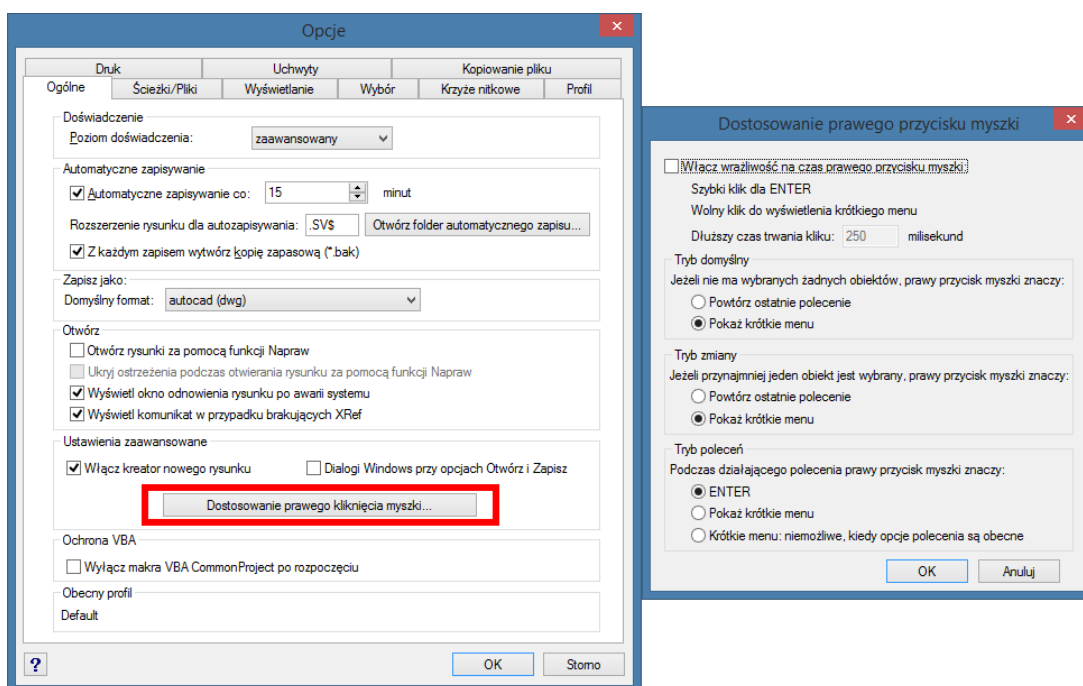 Opcje
Druk Uchwyty Kopiowanie pliku
Ogólne Ścieżki/Pliki Wyświetlanie Wybór Krzyże nitkowe Profil
Doświadczenie
Poziom doświadczenia: zaawansowany
Automatyczne zapisywanie
Automatyczne zapisywanie co: 15 minut
Rozszerzenie rysunku dla autozapisywania: .SV$ Otwórz folder automatycznego zapisu...
Z każdym zapisem wytwórz kopię zapasową (*.bak)
Zapisz jako:
Domyślny format: autocad (dwg)
Otwórz
Otwórz rysunki za pomocą funkcji Napraw
Ukryj ostrzeżenia podczas otwierania rysunku za pomocą funkcji Napraw
Wyświetl okno odnowienia rysunku po awarii systemu
Wyświetl komunikat w przypadku brakujących XRef
Ustawienia zaawansowane
Włącz kreator nowego rysunku Dialogi Windows przy opcjach Otwórz i Zapisz
Dostosowanie prawego kliknięcia myszki...
Ochrona VBA
Wyłącz makra VBA CommonProject po rozpoczęciu
Obecny profil
Default
? OK Storno
Dostosowanie prawego przycisku myszki
Włacz wrażliwość na czas prawego przycisku myszki:
Szybki klik dla ENTER
Wolny klik do wyświetlenia krótkiego menu
Dłuższy czas trwania kliku: 250 milisekund
Tryb domyślny
Jeżeli nie ma wybranych żadnych obiektów, prawy przycisk myszki znaczy:
Powtórz ostatnie polecenie
Pokaż krótkie menu
Tryb zmiany
Jeżeli przynajmniej jeden obiekt jest wybrany, prawy przycisk myszki znaczy:
Powtórz ostatnie polecenie
Pokaż krótkie menu
Tryb poleceń
Podczas działającego polecenia prawy przycisk myszki znaczy:
ENTER
Pokaż krótkie menu
Krótkie menu: niemożliwe, kiedy opcje polecenia są obecne
OK Anuluj